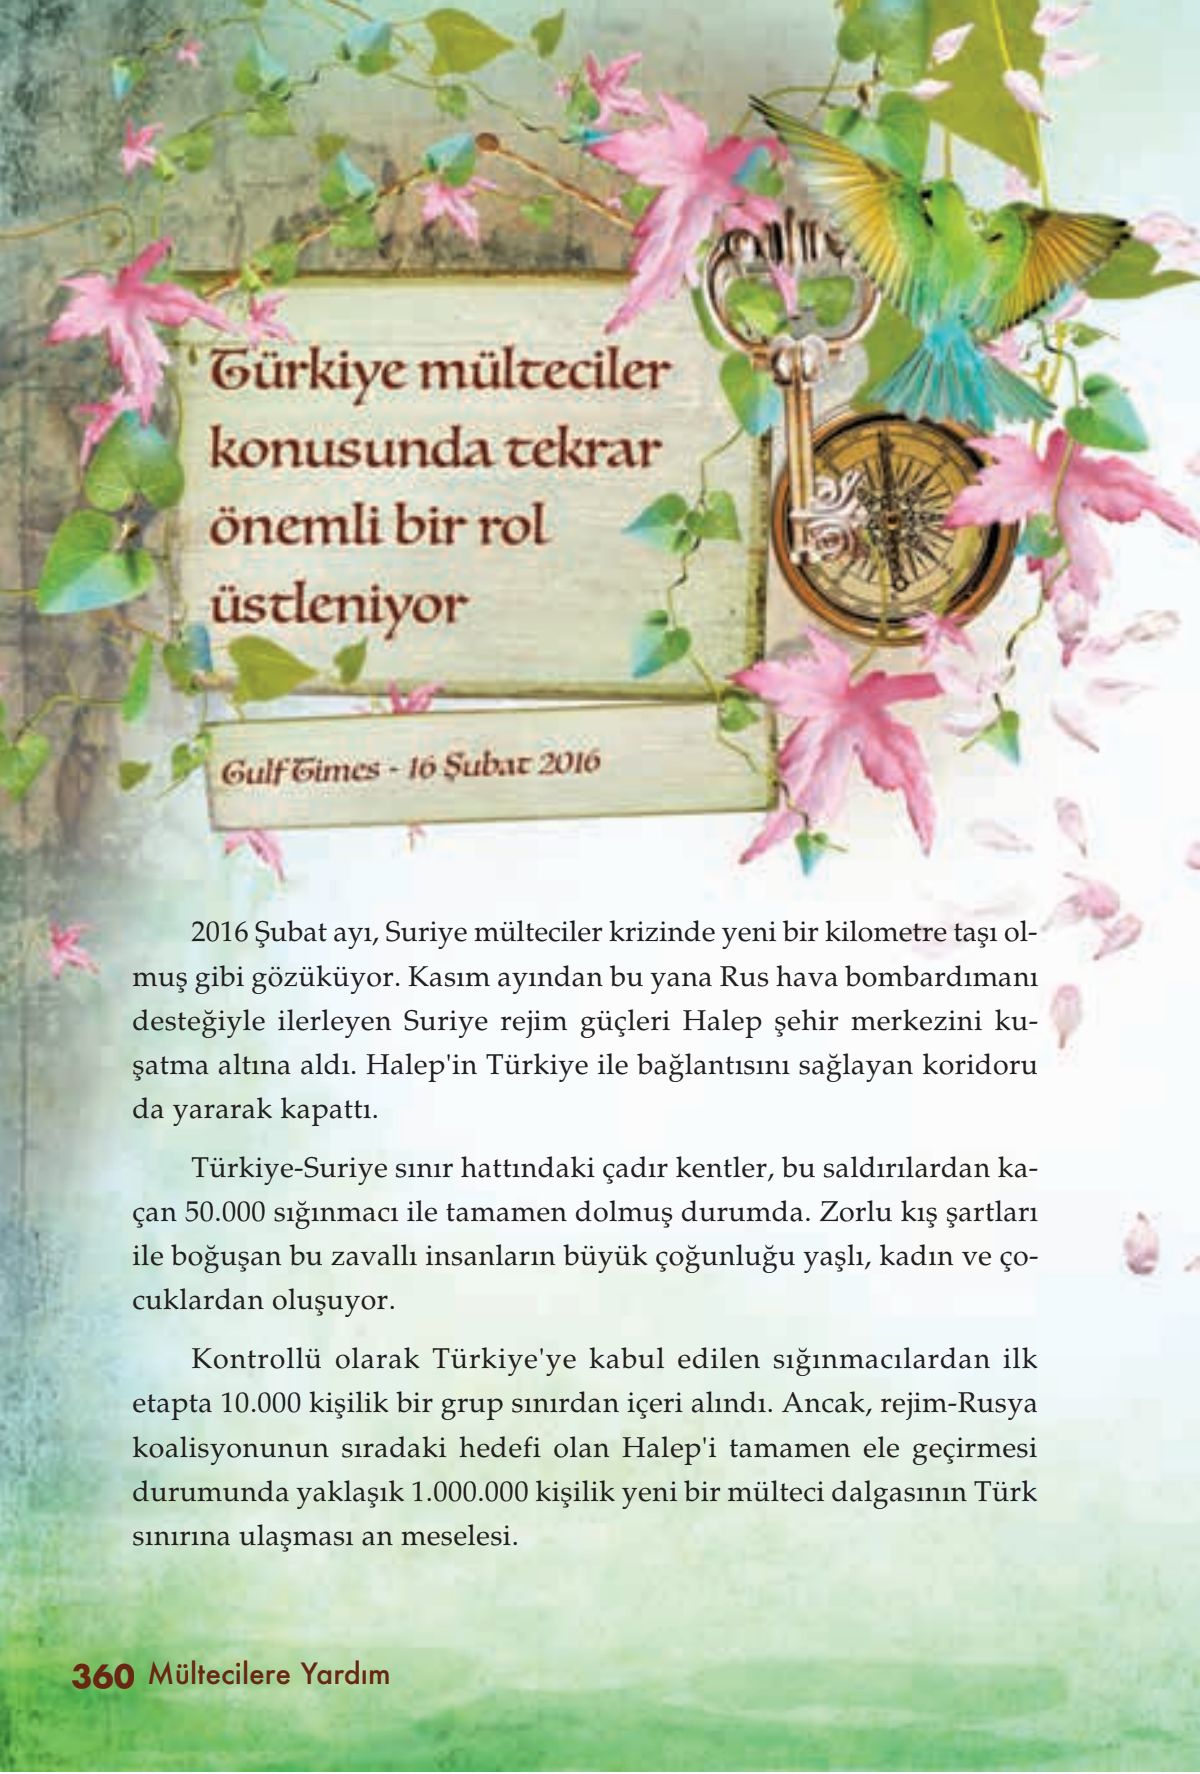 Türkiye mülteciler
konusunda tekrar
önemli bir rol
üstleniyor
Gulf Times - 16 Şubat 2016
2016 Şubat ayı, Suriye mülteciler krizinde yeni bir kilometre taşı ol-
muş gibi gözüküyor. Kasım ayından bu yana Rus hava bombardımanı
desteğiyle ilerleyen Suriye rejim güçleri Halep şehir merkezini ku-
şatma altına aldı. Halep'in Türkiye ile bağlantısını sağlayan koridoru
da yararak kapattı.
Türkiye-Suriye sınır hattındaki çadır kentler, bu saldırılardan ka-
çan 50.000 sığınmacı ile tamamen dolmuş durumda. Zorlu kış şartları
ile boğuşan bu zavallı insanların büyük çoğunluğu yaşlı, kadın ve ço-
cuklardan oluşuyor.
Kontrollü olarak Türkiye'ye kabul edilen sığınmacılardan ilk
etapta 10.000 kişilik bir grup sınırdan içeri alındı. Ancak, rejim-Rusya
koalisyonunun sıradaki hedefi olan Halep'i tamamen ele geçirmesi
durumunda yaklaşık 1.000.000 kişilik yeni bir mülteci dalgasının Türk
sınırına ulaşması an meselesi.
360 Mültecilere Yardım